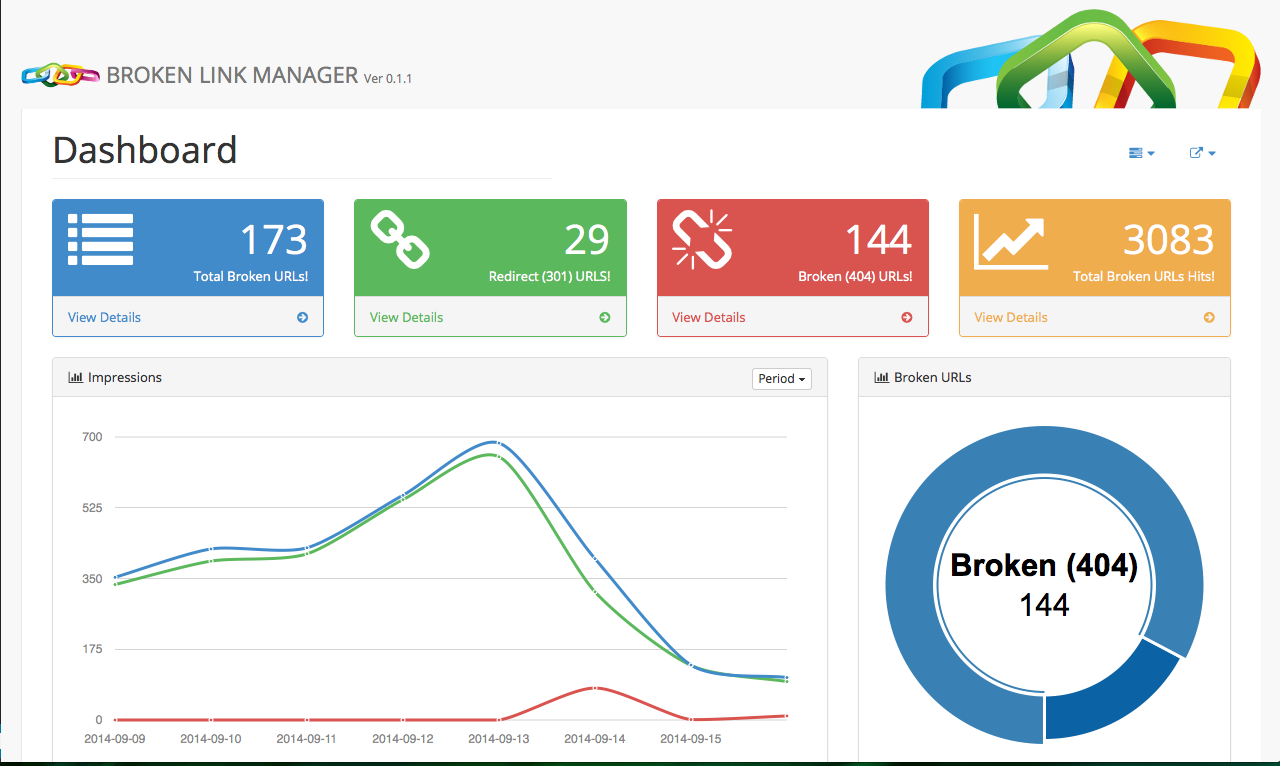 BROKEN LINK MANAGER Ver 0.1.1
Dashboard
173
Total Broken URLs!
View Details
29
Redirect (301) URLS!
View Details
144
Broken (404) URLs!
View Details
3083
Total Broken URLs Hits!
View Details
Impressions
Period
700
525
350
175
0
2014-09-09 2014-09-10 2014-09-11 2014-09-12 2014-09-13 2014-09-14 2014-09-15
Broken URLs
Broken (404)
144